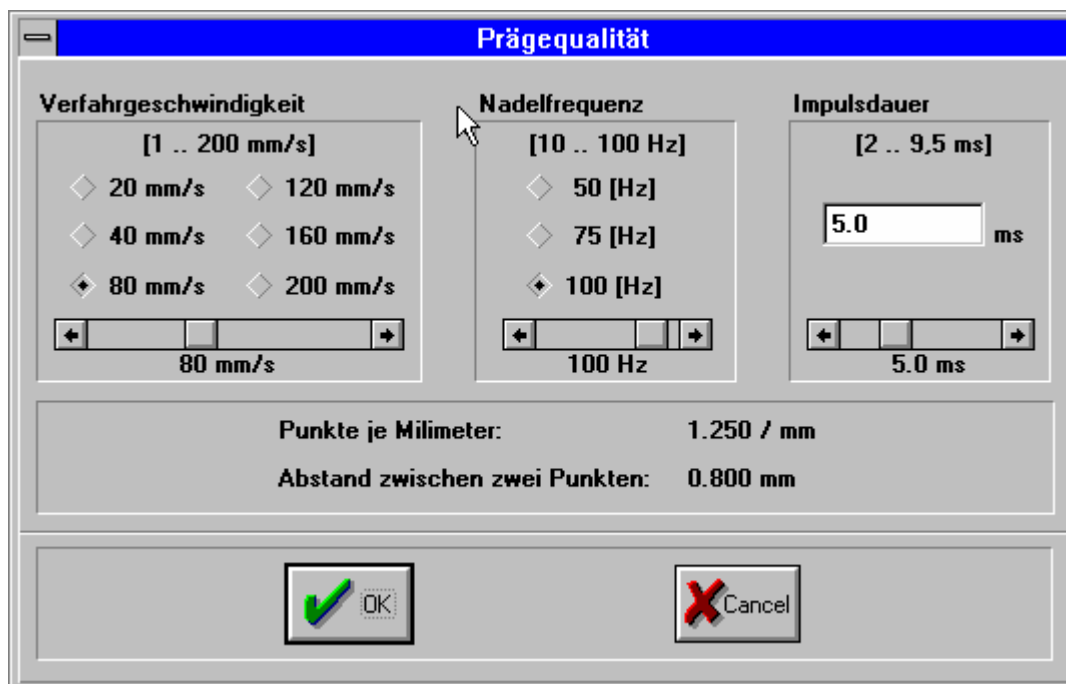 Prägequalität
Verfahrgeschwindigkeit
[1 .. 200 mm/s]
20 mm/s 120 mm/s
40 mm/s 160 mm/s
80 mm/s 200 mm/s
80 mm/s
Nadelfrequenz
[10 .. 100 Hz]
50 [Hz]
75 [Hz]
100 [Hz]
100 Hz
Impulsdauer
[2 .. 9,5 ms]
5.0 ms
5.0 ms
Punkte je Milimeter: 1.250 / mm
Abstand zwischen zwei Punkten: 0.800 mm
OK Cancel